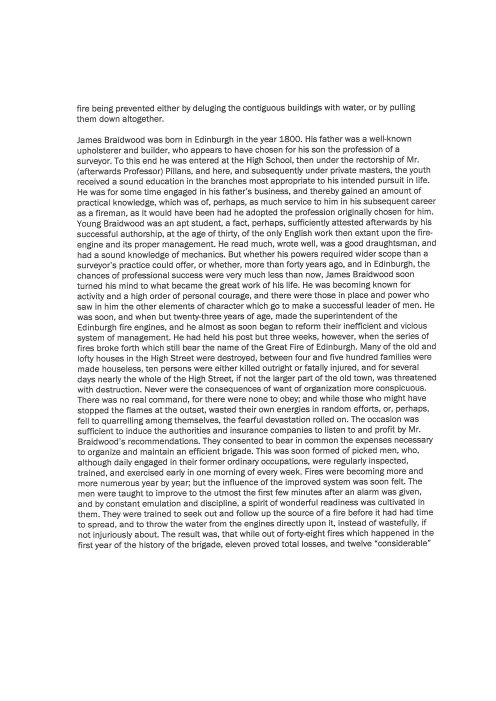 fire being prevented either by deluging the contiguous buildings with water, or by pulling
them down altogether.
James Braidwood was born in Edinburgh in the year 1800. His father was a well-known
upholsterer and builder, who appears to have chosen for his son the profession of a
surveyor. To this end he was entered at the High School, then under the rectorship of Mr.
(afterwards Professor) Pillans, and here, and subsequently under private masters, the youth
received a sound education in the branches most appropriate to his intended pursuit in life.
He was for some time engaged in his father's business, and thereby gained an amount of
practical knowledge, which was of, perhaps, as much service to him in his subsequent career
as a fireman, as it would have been had he adopted the profession originally chosen for him.
Young Braidwood was an apt student, a fact, perhaps, sufficiently attested afterwards by his
successful authorship, at the age of thirty, of the only English work then extant upon the fire-
engine and its proper management. He read much, wrote well, was a good draughtsman, and
had a sound knowledge of mechanics. But whether his powers required wider scope than a
surveyor's practice could offer, or whether, more than forty years ago, and in Edinburgh, the
chances of professional success were very much less than now, James Braidwood soon
turned his mind to what became the great work of his life. He was becoming known for
activity and a high order of personal courage, and there were those in place and power who
saw in him the other elements of character which go to make a successful leader of men. He
was soon, and when but twenty-three years of age, made the superintendent of the
Edinburgh fire engines, and he almost as soon began to reform their inefficient and vicious
system of management. He had held his post but three weeks, however, when the series of
fires broke forth which still bear the name of the Great Fire of Edinburgh. Many of the old and
lofty houses in the High Street were destroyed, between four and five hundred families were
made houseless, ten persons were either killed outright or fatally injured, and for several
days nearly the whole of the High Street, if not the larger part of the old town, was threatened
with destruction. Never were the consequences of want of organization more conspicuous.
There was no real command, for there were none to obey; and while those who might have
stopped the flames at the outset, wasted their own energies in random efforts, or, perhaps,
fell to quarrelling among themselves, the fearful devastation rolled on. The occasion was
sufficient to induce the authorities and insurance companies to listen to and profit by Mr.
Braidwood's recommendations. They consented to bear in common the expenses necessary
to organize and maintain an efficient brigade. This was soon formed of picked men, who,
although daily engaged in their former ordinary occupations, were regularly inspected,
trained, and exercised early in one morning of every week. Fires were becoming more and
more numerous year by year; but the influence of the improved system was soon felt. The
men were taught to improve to the utmost the first few minutes after an alarm was given,
and by constant emulation and discipline, a spirit of wonderful readiness was cultivated in
them. They were trained to seek out and follow up the source of a fire before it had had time
to spread, and to throw the water from the engines directly upon it, instead of wastefully, if
not injuriously about. The result was, that while out of forty-eight fires which happened in the
first year of the history of the brigade, eleven proved total losses, and twelve "considerable"